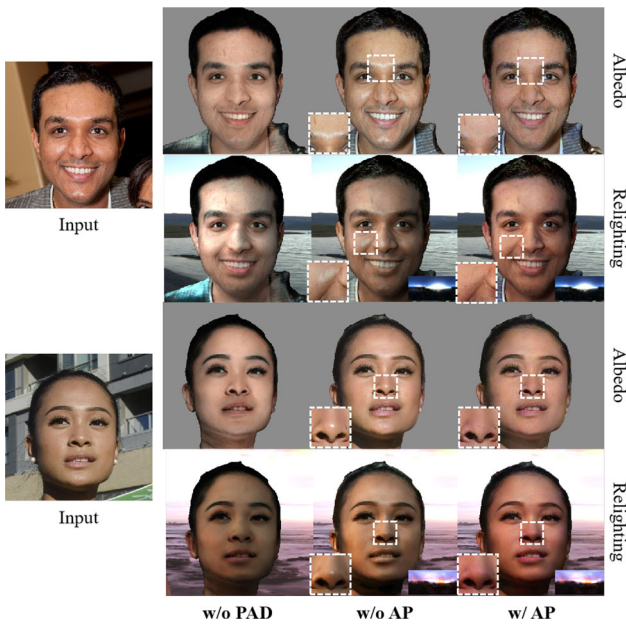 Albedo
Input
Relighting
Albedo
Input
Relighting
w/o PAD
w/o AP
w/ AP